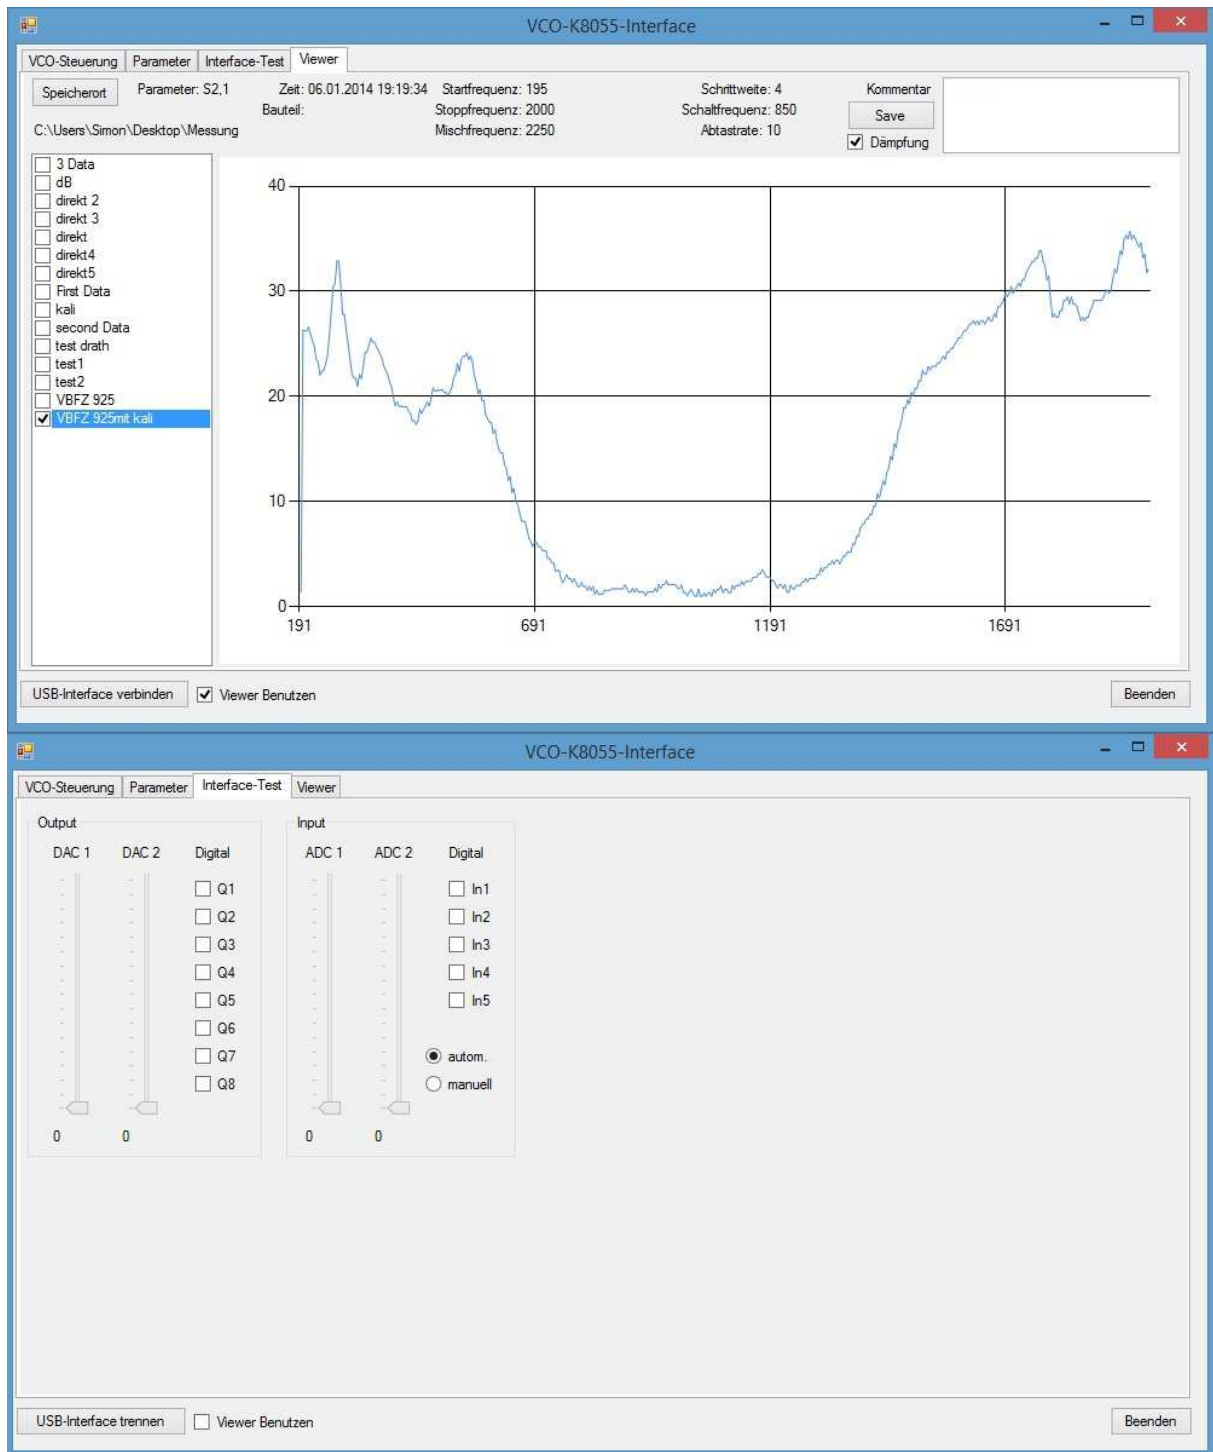 VCO-K8055-Interface
VCO-Steuerung Parameter Interface-Test Viewer
Speicherort Parameter: S2,1 Zeit: 06.01.2014 19:19:34 Startfrequenz: 195 Schrittweite: 4 Kommentar
Bauteil: Stoppfrequenz: 2000 Schaltfrequenz: 850 Save
C:\Users\Simon\Desktop\Messung Mischfrequenz: 2250 Abtastrate: 10 Dämpfung
3 Data
dB
direkt 2
direkt 3
direkt
direkt4
direkt5
First Data
kali
second Data
test drath
test1
test2
VBFZ 925
VBFZ 925mit kali
40
30
20
10
0
191 691 1191 1691
USB-Interface verbinden Viewer Benutzen Beenden
VCO-K8055-Interface
VCO-Steuerung Parameter Interface-Test Viewer
Output Input
DAC 1 DAC 2 Digital ADC 1 ADC 2 Digital
Q1 In1
Q2 In2
Q3 In3
Q4 In4
Q5 In5
Q6
Q7 autom.
Q8 manuell
0 0 0 0
USB-Interface trennen Viewer Benutzen Beenden